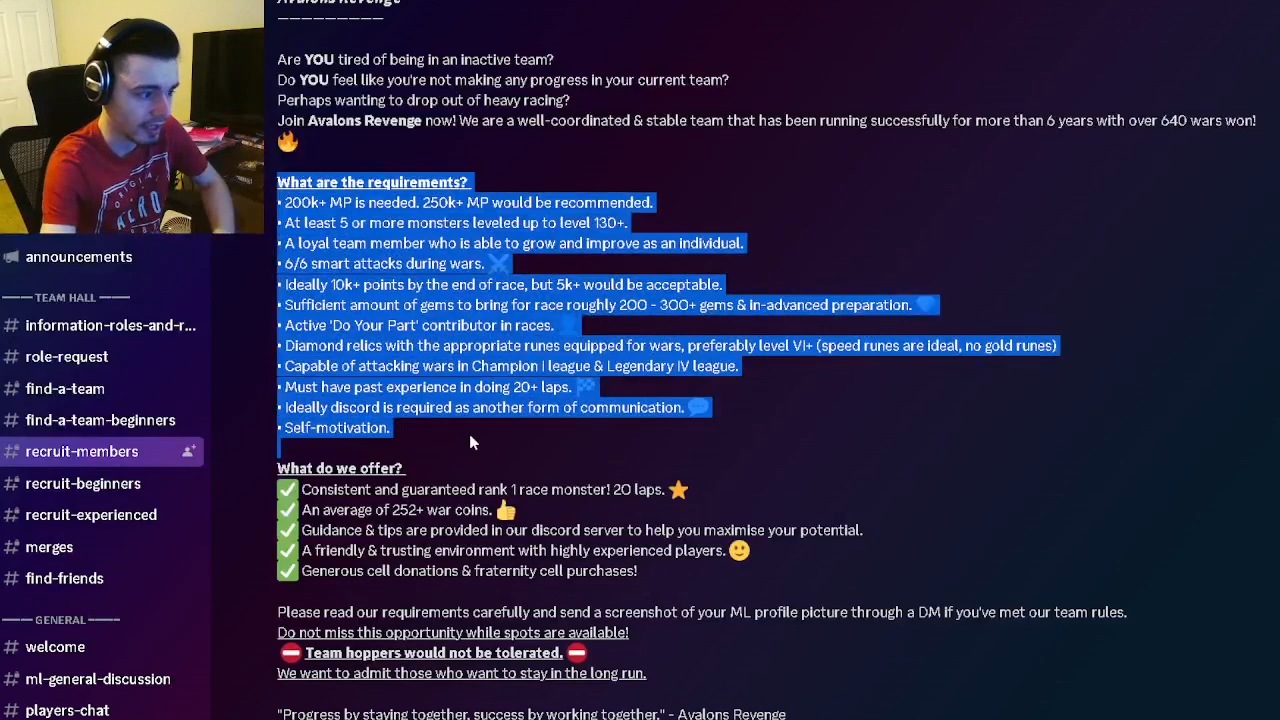 Avalons Revenge
——————————
Are YOU tired of being in an inactive team?
Do YOU feel like you're not making any progress in your current team?
Perhaps wanting to drop out of heavy racing?
Join Avalons Revenge now! We are a well-coordinated & stable team that has been running successfully for more than 6 years with over 640 wars won!
🔥
What are the requirements?
• 200k+ MP is needed. 250k+ MP would be recommended.
• At least 5 or more monsters leveled up to level 130+.
• A loyal team member who is able to grow and improve as an individual.
• 6/6 smart attacks during wars. ⚔️
• Ideally 10k+ points by the end of race, but 5k+ would be acceptable.
• Sufficient amount of gems to bring for race roughly 200 - 300+ gems & in-advanced preparation. 💎
• Active 'Do Your Part' contributor in races. 👤
• Diamond relics with the appropriate runes equipped for wars, preferably level VI+ (speed runes are ideal, no gold runes)
• Capable of attacking wars in Champion I league & Legendary IV league.
• Must have past experience in doing 20+ laps. 🏁
• Ideally discord is required as another form of communication. 💬
• Self-motivation.
What do we offer?
✅ Consistent and guaranteed rank 1 race monster! 20 laps. ⭐
✅ An average of 252+ war coins. 👍
✅ Guidance & tips are provided in our discord server to help you maximise your potential.
✅ A friendly & trusting environment with highly experienced players. 🙂
✅ Generous cell donations & fraternity cell purchases!
Please read our requirements carefully and send a screenshot of your ML profile picture through a DM if you've met our team rules.
Do not miss this opportunity while spots are available!
⛔ Team hoppers would not be tolerated. ⛔
We want to admit those who want to stay in the long run.
"Progress by staying together, success by working together." - Avalons Revenge
announcements
—— TEAM HALL ——
# information-roles-and-r...
# role-request
# find-a-team
# find-a-team-beginners
# recruit-members
# recruit-beginners
# recruit-experienced
# merges
# find-friends
—— GENERAL ——
# welcome
# ml-general-discussion
# players-chat